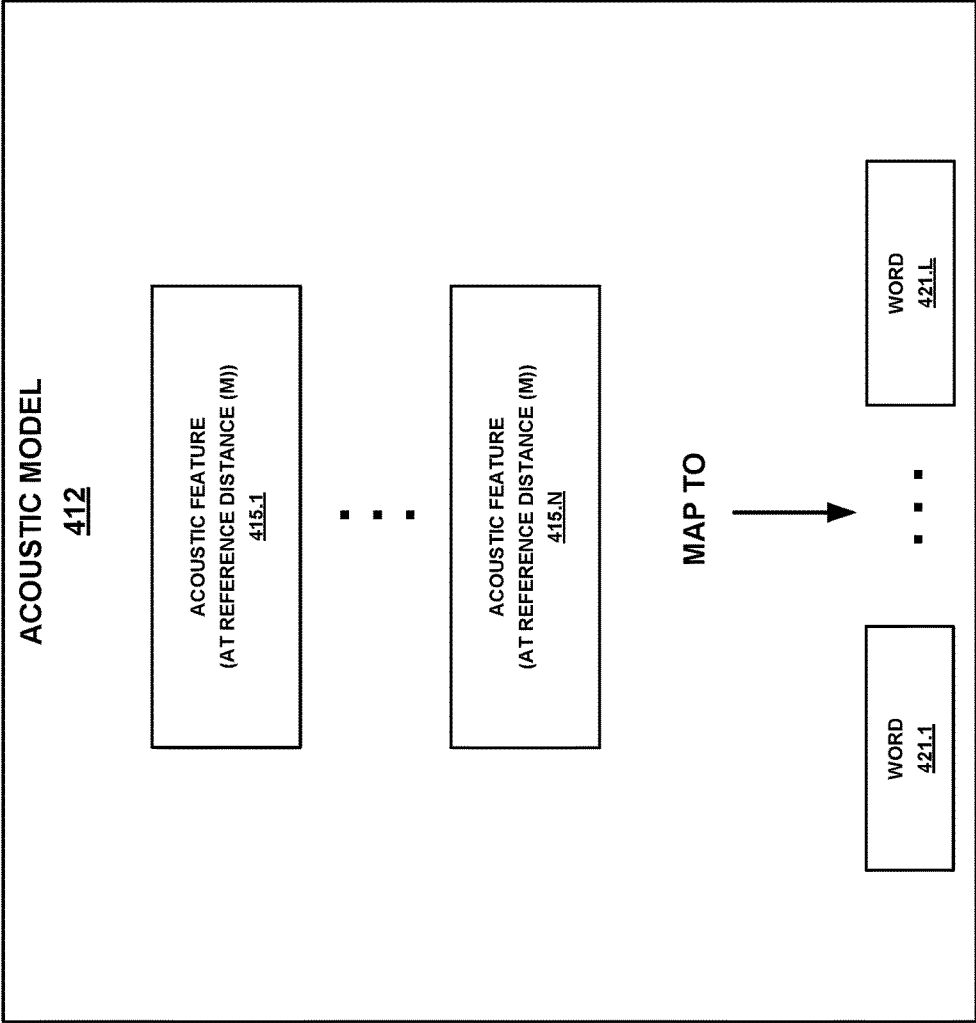 ACOUSTIC MODEL
412
ACOUSTIC FEATURE
(AT REFERENCE DISTANCE (M))
415.1
ACOUSTIC FEATURE
(AT REFERENCE DISTANCE (M))
415.N
MAP TO
WORD
421.1
WORD
421.L